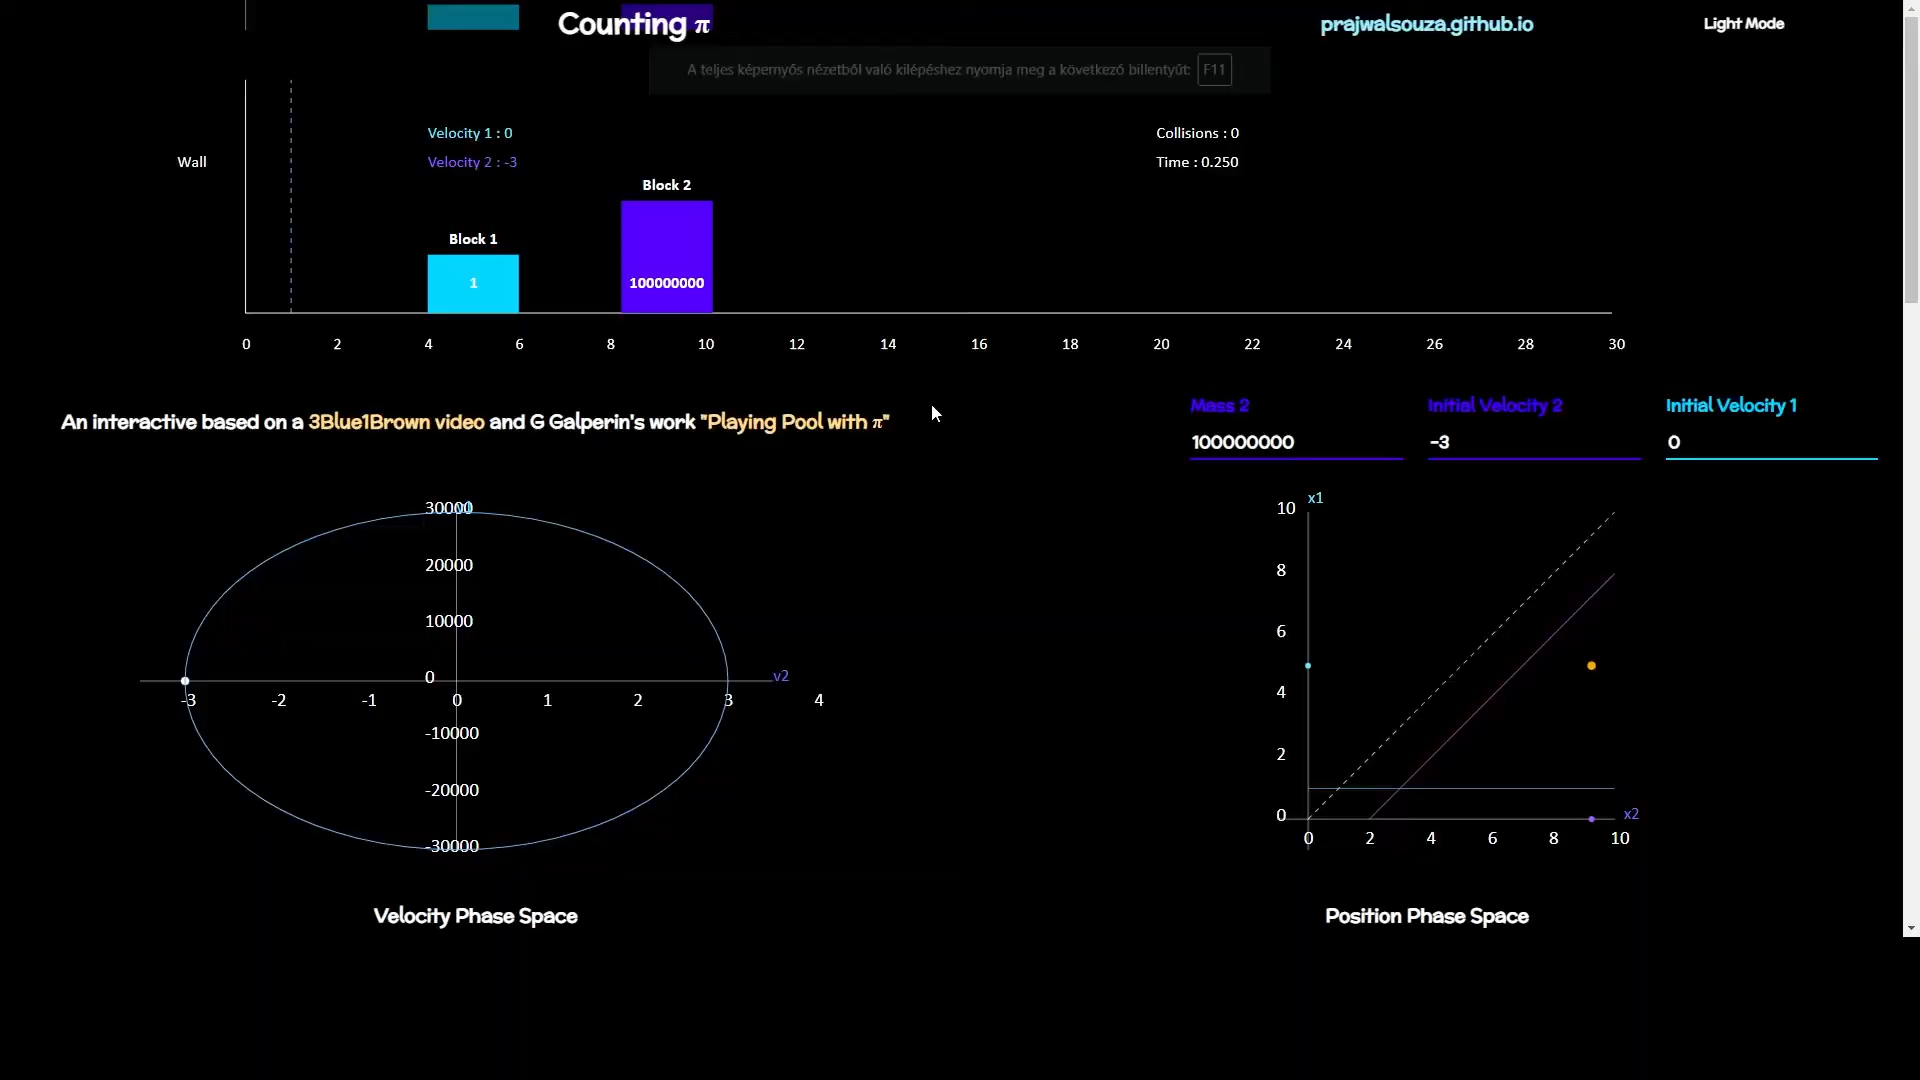 Counting π
prajwalsouza.github.io
Light Mode
A teljes képernyős nézetből való kilépéshez nyomja meg a következő billentyűt: F11
Velocity 1 : 0
Collisions : 0
Wall
Velocity 2 : -3
Time : 0.250
Block 2
Block 1
1
100000000
0 2 4 6 8 10 12 14 16 18 20 22 24 26 28 30
Mass 2
Initial Velocity 2
Initial Velocity 1
An interactive based on a 3Blue1Brown video and G Galperin's work "Playing Pool with π"
100000000
-3
0
30000
20000
10000
0
v2
-3 -2 -1 0 1 2 3 4
-10000
-20000
-30000
Velocity Phase Space
x1
10
8
6
4
2
0
x2
0 2 4 6 8 10
Position Phase Space